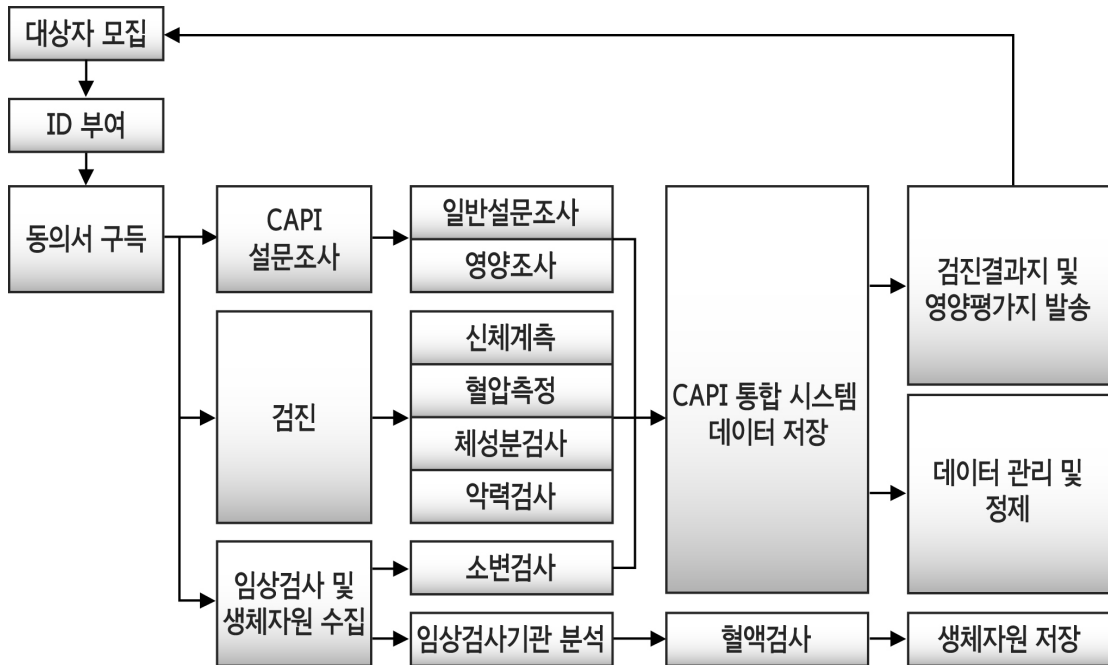 대상자 모집
ID 부여
동의서 구득
CAPI
설문조사
일반설문조사
영양조사
검진
신체계측
혈압측정
체성분검사
악력검사
임상검사 및
생체자원 수집
소변검사
임상검사기관 분석
CAPI 통합 시스템
데이터 저장
혈액검사
검진결과지 및
영양평가지 발송
데이터 관리 및
정제
생체자원 저장